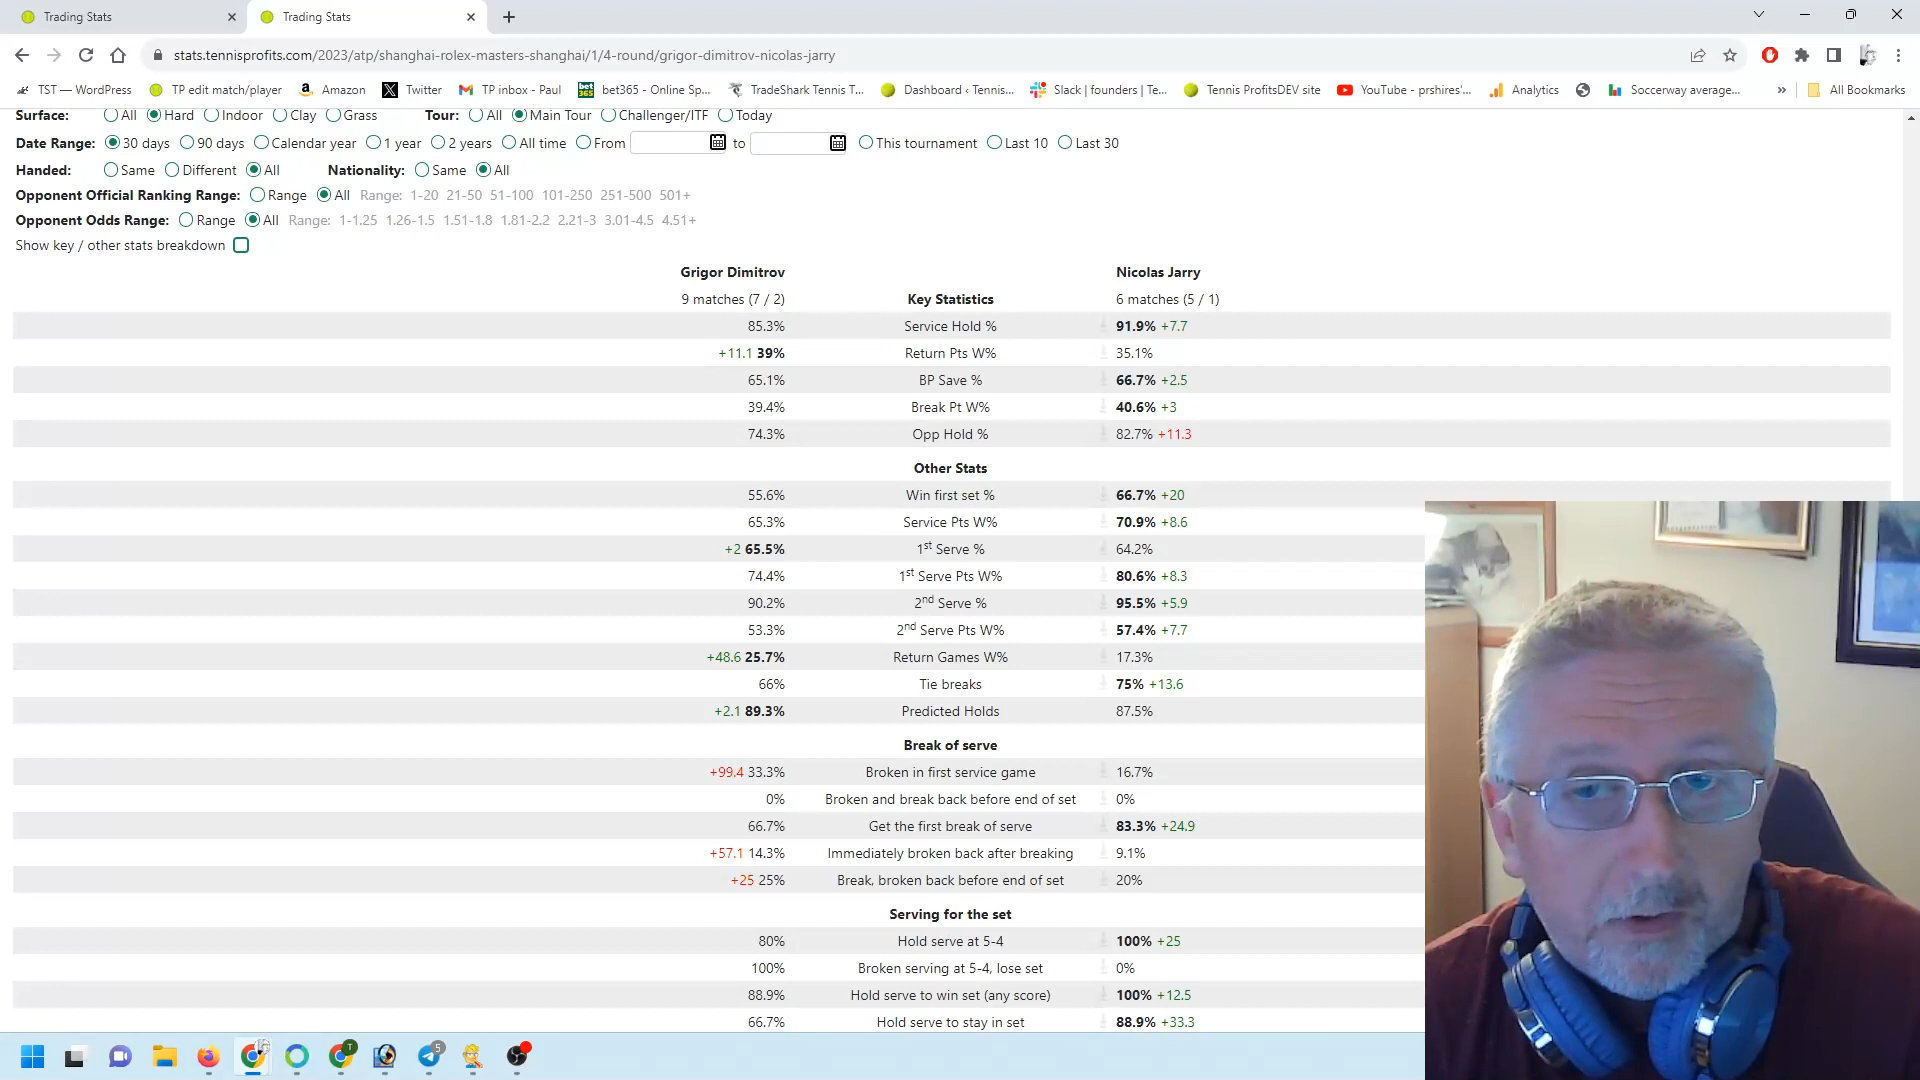 Trading Stats
Trading Stats
stats.tennisprofits.com/2023/atp/shanghai-rolex-masters-shanghai/1/4-round/grigor-dimitrov-nicolas-jarry
TST — WordPress TP edit match/player Amazon Twitter TP inbox - Paul bet365 - Online Sp... TradeShark Tennis T... Dashboard ‹ Tennis... Slack | founders | Te... Tennis ProfitsDEV site YouTube - prshires'... Analytics Soccerway average... » All Bookmarks
Surface: All Hard Indoor Clay Grass Tour: All Main Tour Challenger/ITF Today
Date Range: 30 days 90 days Calendar year 1 year 2 years All time From to This tournament Last 10 Last 30
Handed: Same Different All Nationality: Same All
Opponent Official Ranking Range: Range All Range: 1-20 21-50 51-100 101-250 251-500 501+
Opponent Odds Range: Range All Range: 1-1.25 1.26-1.5 1.51-1.8 1.81-2.2 2.21-3 3.01-4.5 4.51+
Show key / other stats breakdown
Grigor Dimitrov Nicolas Jarry
9 matches (7 / 2) Key Statistics 6 matches (5 / 1)
85.3% Service Hold % 91.9% +7.7
+11.1 39% Return Pts W% 35.1%
65.1% BP Save % 66.7% +2.5
39.4% Break Pt W% 40.6% +3
74.3% Opp Hold % 82.7% +11.3
Other Stats
55.6% Win first set % 66.7% +20
65.3% Service Pts W% 70.9% +8.6
+2 65.5% 1st Serve % 64.2%
74.4% 1st Serve Pts W% 80.6% +8.3
90.2% 2nd Serve % 95.5% +5.9
53.3% 2nd Serve Pts W% 57.4% +7.7
+48.6 25.7% Return Games W% 17.3%
66% Tie breaks 75% +13.6
+2.1 89.3% Predicted Holds 87.5%
Break of serve
+99.4 33.3% Broken in first service game 16.7%
0% Broken and break back before end of set 0%
66.7% Get the first break of serve 83.3% +24.9
+57.1 14.3% Immediately broken back after breaking 9.1%
+25 25% Break, broken back before end of set 20%
Serving for the set
80% Hold serve at 5-4 100% +25
100% Broken serving at 5-4, lose set 0%
88.9% Hold serve to win set (any score) 100% +12.5
66.7% Hold serve to stay in set 88.9% +33.3
T 5